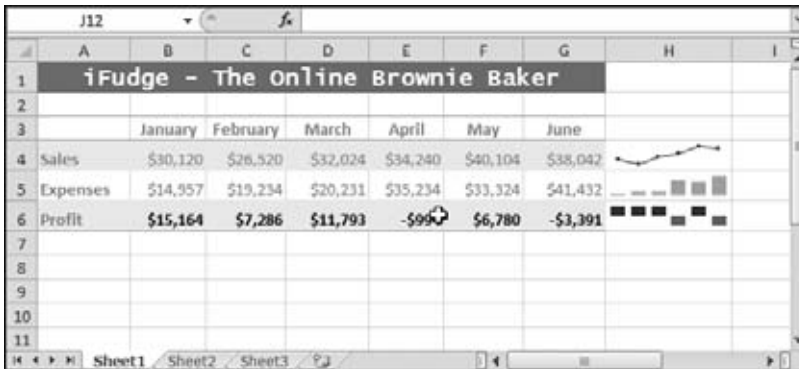 J12 fx
A B C D E F G H I
1 iFudge – The Online Brownie Baker
2
3 January February March April May June
4 Sales $30,120 $26,520 $32,024 $34,240 $40,104 $38,042
5 Expenses $14,957 $19,234 $20,231 $35,234 $33,324 $41,432
6 Profit $15,164 $7,286 $11,793 $6,780 -$3,391
7
8
9
10
11
Sheet1 Sheet2 Sheet3